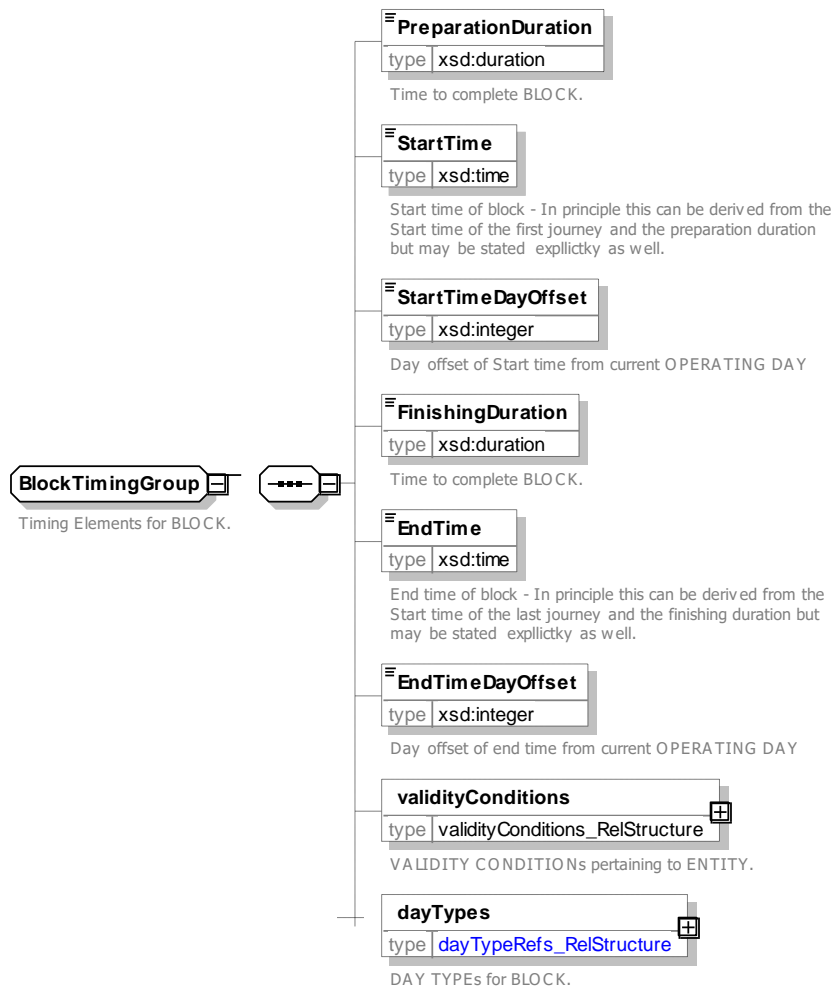 PreparationDuration
type xsd:duration
Time to complete BLOCK.
StartTime
type xsd:time
Start time of block - In principle this can be derived from the
Start time of the first journey and the preparation duration
but may be stated expllictky as well.
StartTimeDayOffset
type xsd:integer
Day offset of Start time from current OPERATING DAY
FinishingDuration
type xsd:duration
Time to complete BLOCK.
BlockTimingGroup
Timing Elements for BLOCK.
EndTime
type xsd:time
End time of block - In principle this can be derived from the
Start time of the last journey and the finishing duration but
may be stated expllictky as well.
EndTimeDayOffset
type xsd:integer
Day offset of end time from current OPERATING DAY
validityConditions
type validityConditions_RelStructure
VALIDITY CONDITIONs pertaining to ENTITY.
dayTypes
type dayTypeRefs_RelStructure
DAY TYPEs for BLOCK.